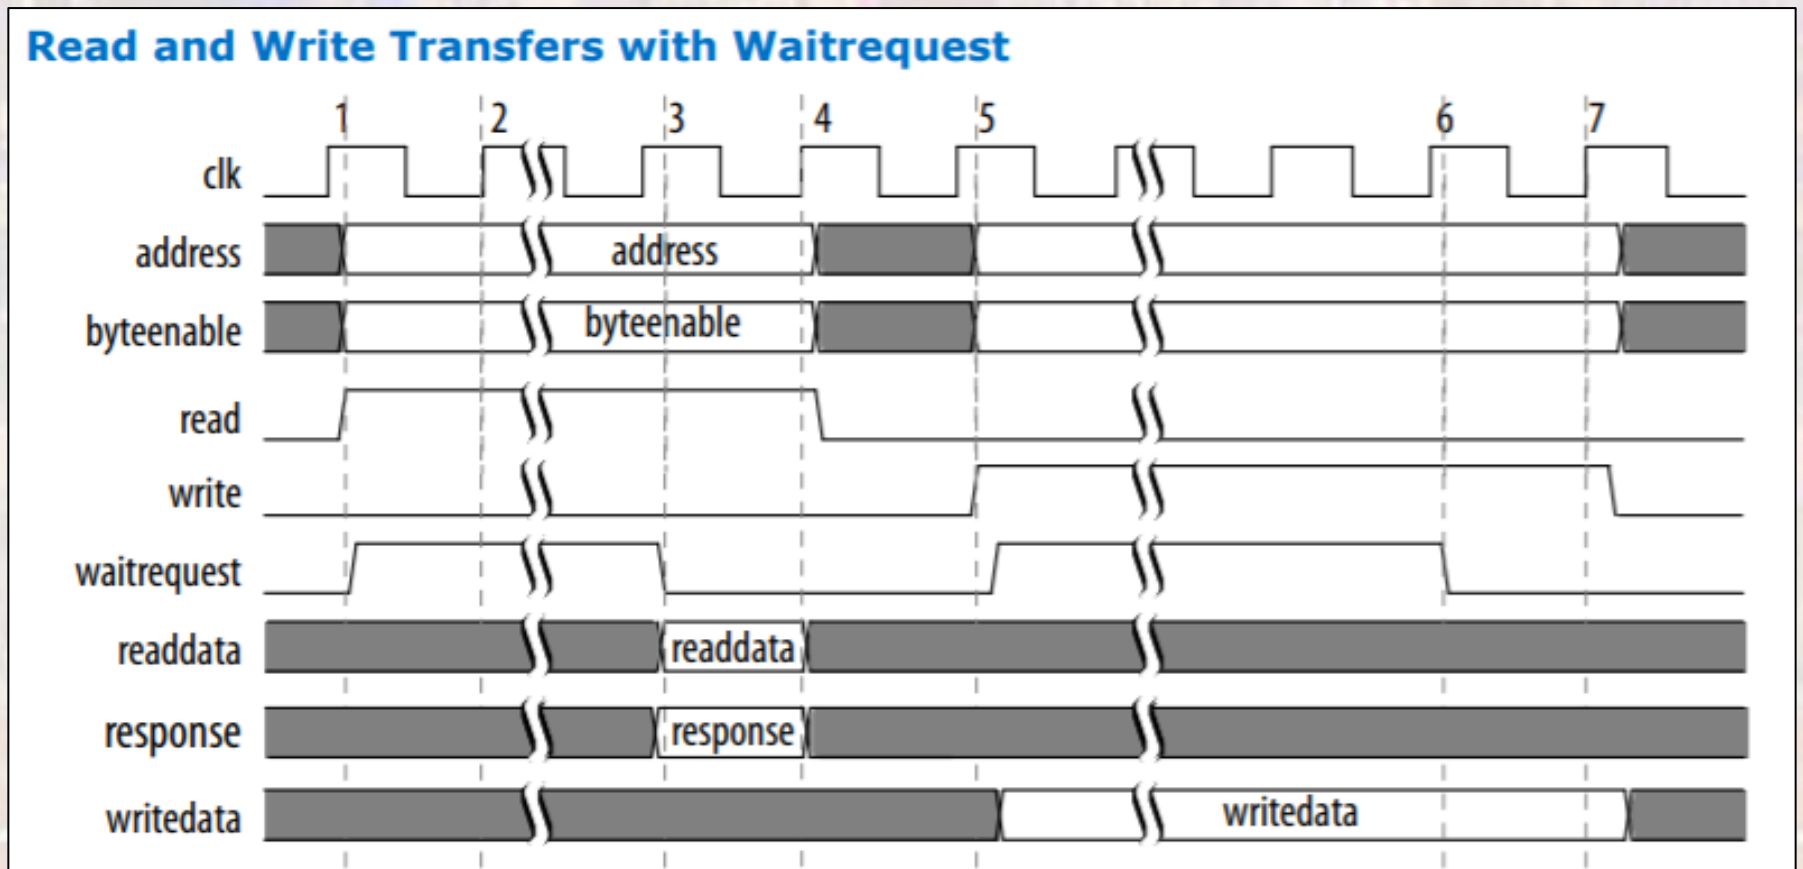 Read and Write Transfers with Waitrequest
1 2 3 4 5 6 7
clk
address address
byteenable byteenable
read
write
waitrequest
readdata readdata
response response
writedata writedata